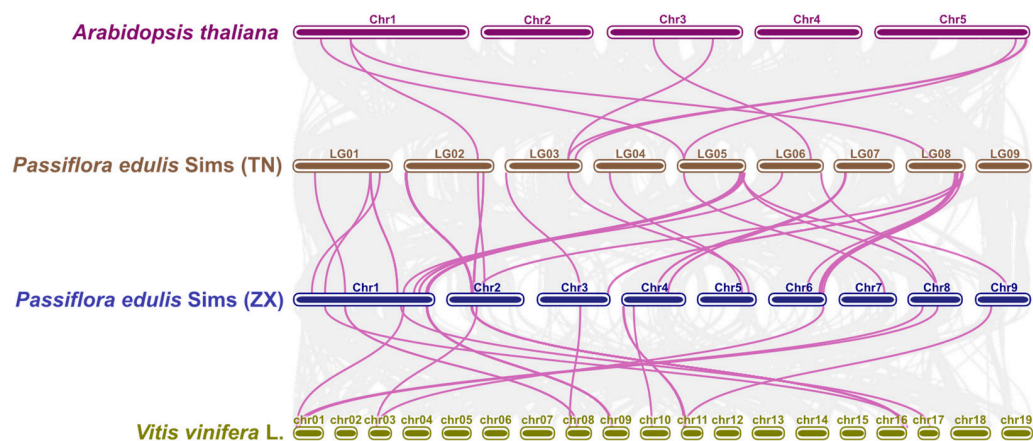 Chr1 Chr2 Chr3 Chr4 Chr5
Arabidopsis thaliana
LG01 LG02 LG03 LG04 LG05 LG06 LG07 LG08 LG09
Passiflora edulis Sims (TN)
Chr1 Chr2 Chr3 Chr4 Chr5 Chr6 Chr7 Chr8 Chr9
Passiflora edulis Sims (ZX)
chr01 chr02 chr03 chr04 chr05 chr06 chr07 chr08 chr09 chr10 chr11 chr12 chr13 chr14 chr15 chr16 chr17 chr18 chr19
Vitis vinifera L.